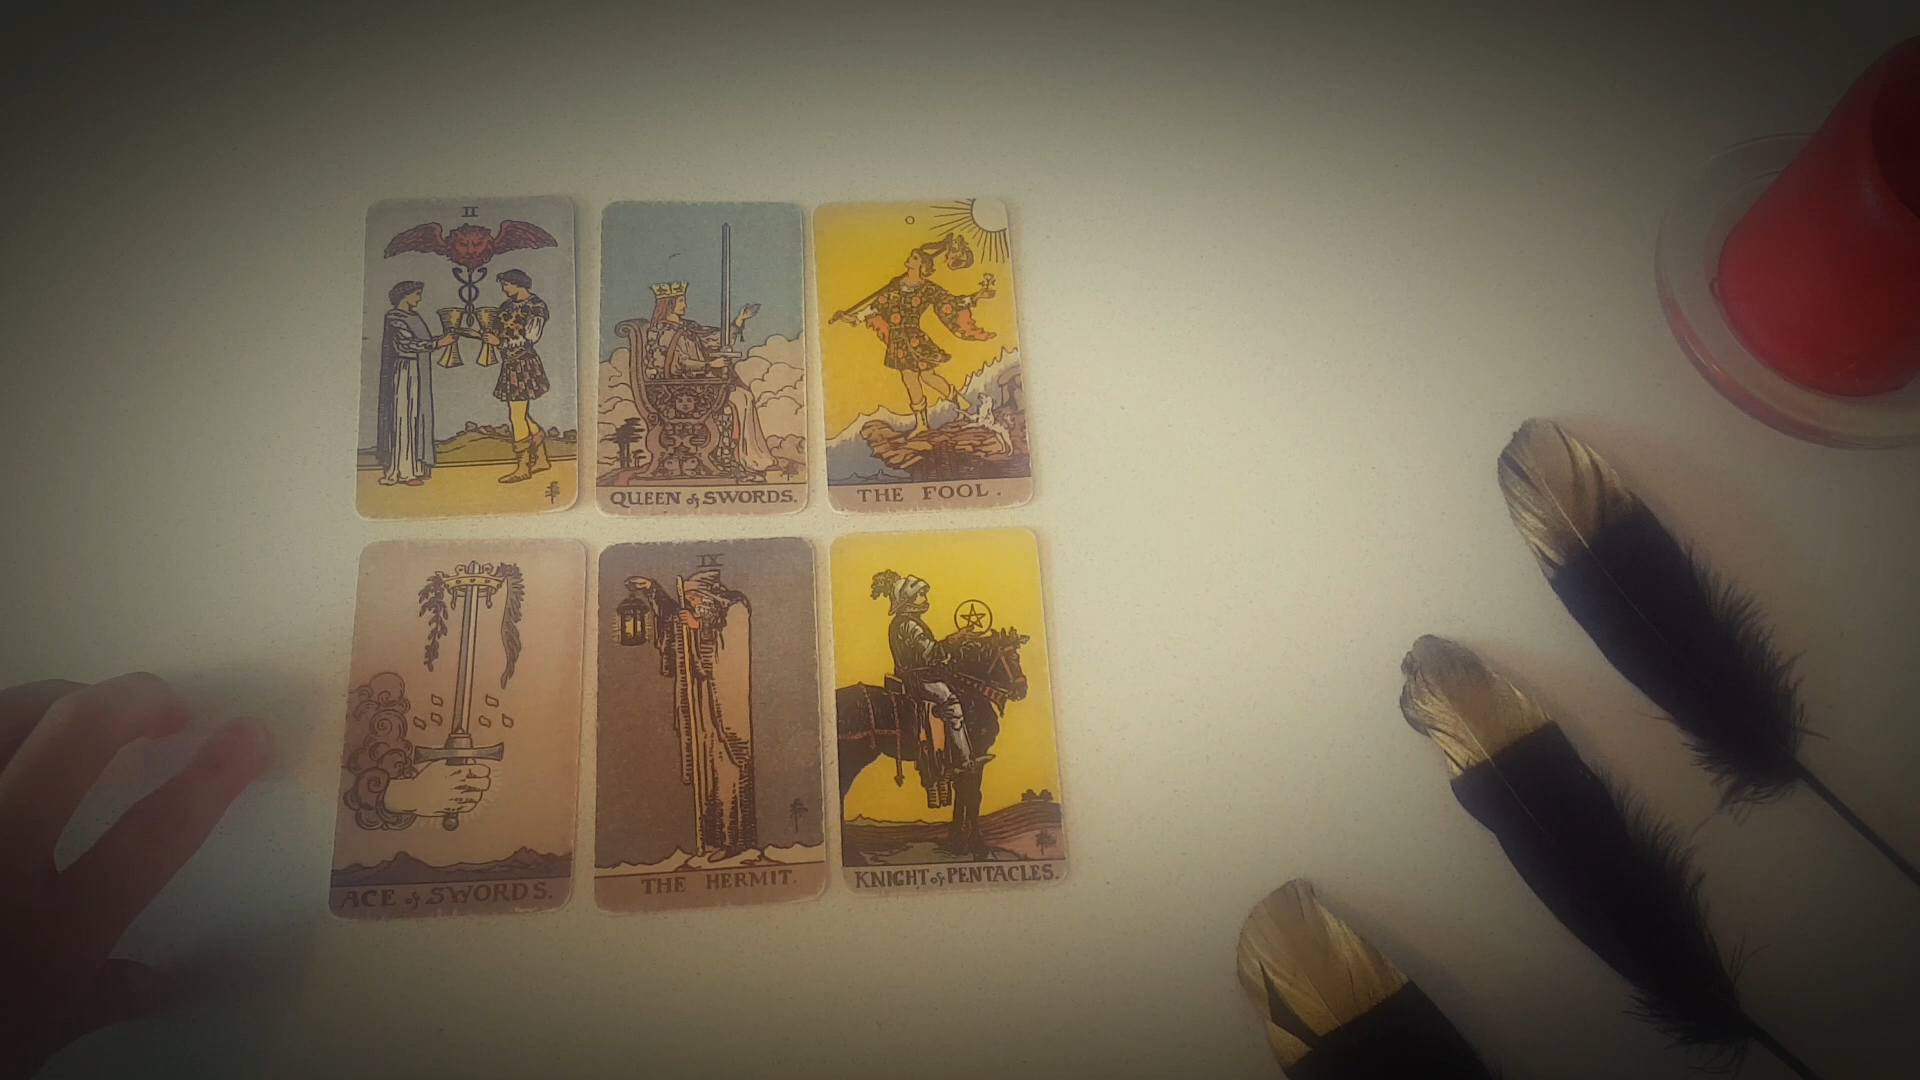 II
QUEEN of SWORDS.
0
THE FOOL.
ACE of SWORDS.
IX
THE HERMIT.
KNIGHT of PENTACLES.